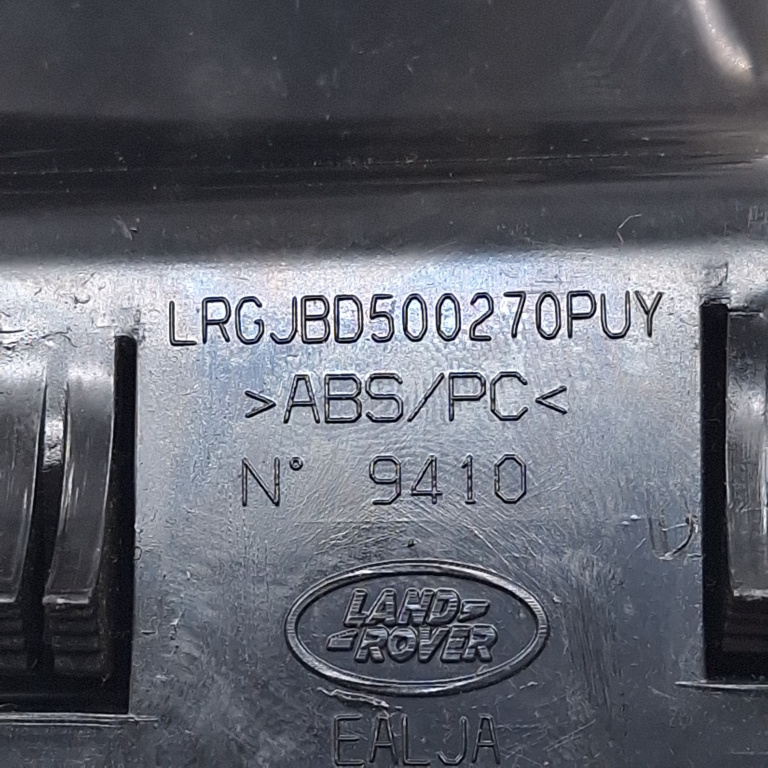 LRGJBD500270PUY
>ABS/PC<
N° 9410
LAND-
-ROVER
EALJA